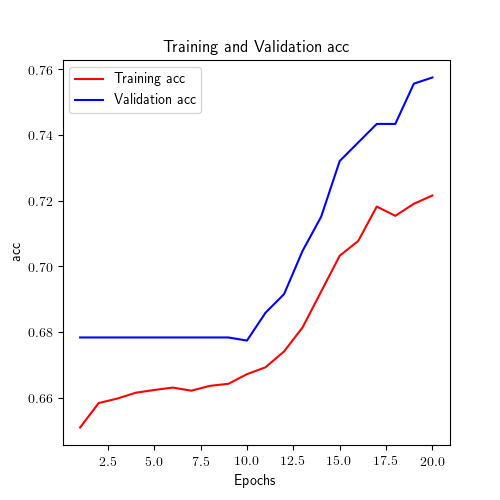 Training and Validation acc
Training acc
Validation acc
0.76
0.74
0.72
0.70
0.68
0.66
acc
2.5 5.0 7.5 10.0 12.5 15.0 17.5 20.0
Epochs